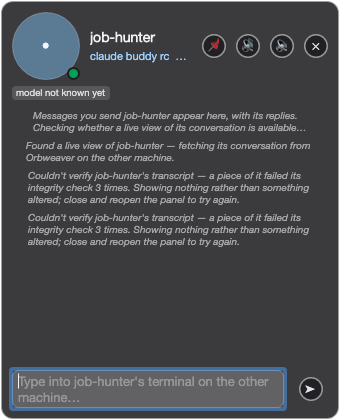 job-hunter
claude buddy rc …
model not known yet
Messages you send job-hunter appear here, with its replies.
Checking whether a live view of its conversation is available…
Found a live view of job-hunter — fetching its conversation from
Orbweaver on the other machine.
Couldn't verify job-hunter's transcript — a piece of it failed its
integrity check 3 times. Showing nothing rather than something
altered; close and reopen the panel to try again.
Couldn't verify job-hunter's transcript — a piece of it failed its
integrity check 3 times. Showing nothing rather than something
altered; close and reopen the panel to try again.
Type into job-hunter's terminal on the other
machine…